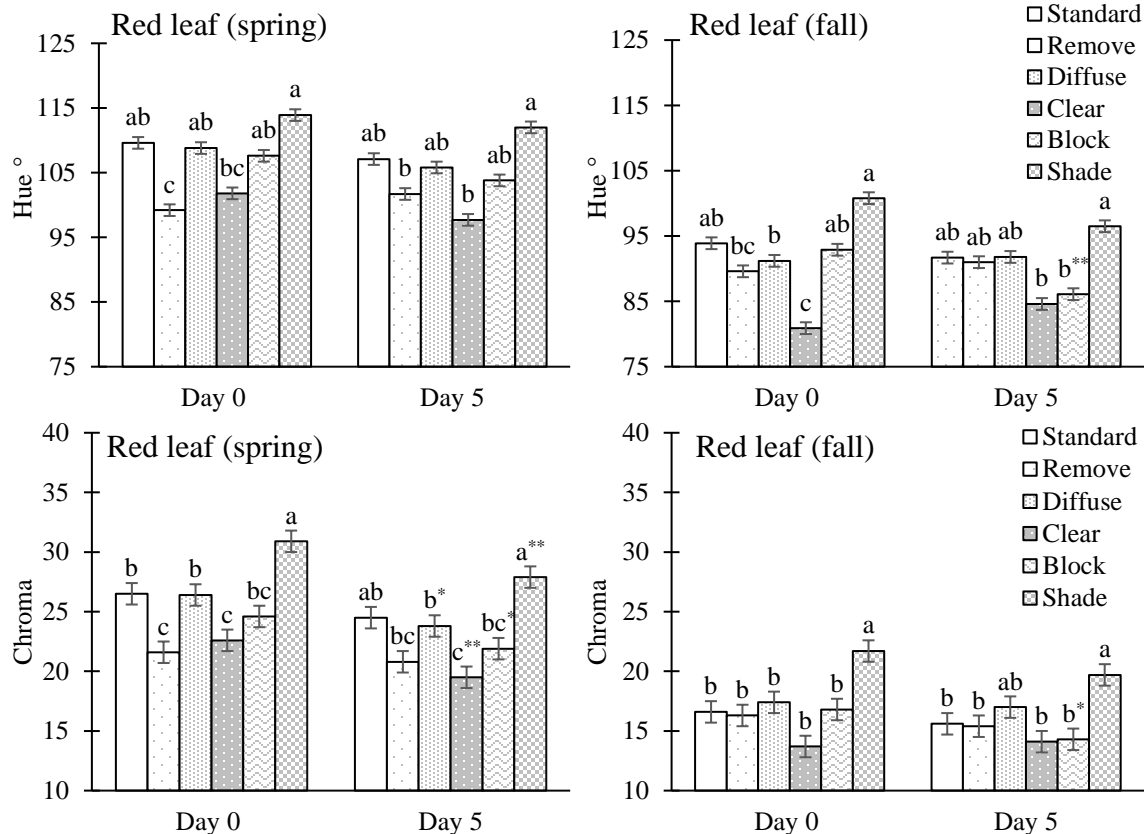 Red leaf (spring)
125
115
105
95
85
75
Hue °
ab
c
ab
bc
ab
a
ab
b
ab
b
ab
a
Day 0
Day 5
Red leaf (fall)
Standard
Remove
Diffuse
Clear
Block
Shade
125
115
105
95
85
75
Hue °
ab
bc
b
c
ab
a
ab
ab
ab
b
b**
a
Day 0
Day 5
Red leaf (spring)
40
35
30
25
20
15
10
Chroma
b
c
b
c
bc
a
ab
bc
b*
c**
bc*
a**
Day 0
Day 5
Red leaf (fall)
Standard
Remove
Diffuse
Clear
Block
Shade
40
35
30
25
20
15
10
Chroma
b
b
b
b
b
a
b
b
ab
b
b*
a
Day 0
Day 5